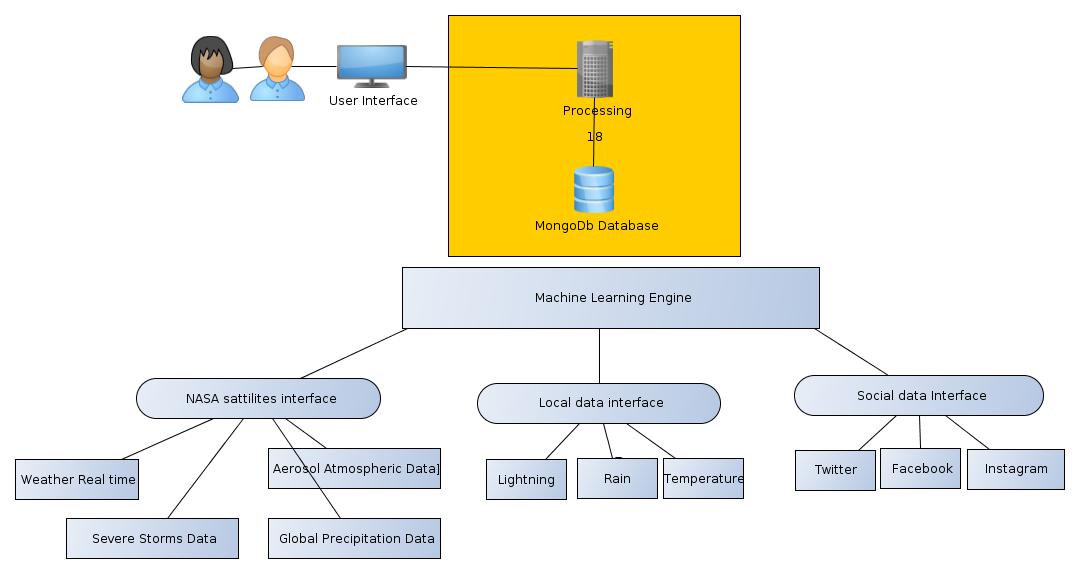 User Interface
Processing
18
MongoDb Database
Machine Learning Engine
NASA sattilites interface
Local data interface
Social data Interface
Weather Real time
Aerosol Atmospheric Data]
Severe Storms Data
Global Precipitation Data
Lightning
Rain
Temperature
Twitter
Facebook
Instagram